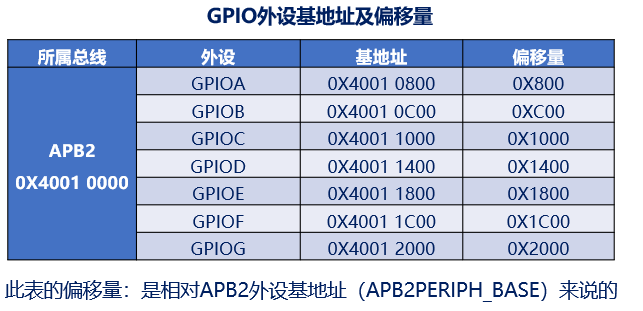 GPIO外设基地址及偏移量
所属总线 外设 基地址 偏移量
APB2
0X4001 0000
GPIOA 0X4001 0800 0X800
GPIOB 0X4001 0C00 0XC00
GPIOC 0X4001 1000 0X1000
GPIOD 0X4001 1400 0X1400
GPIOE 0X4001 1800 0X1800
GPIOF 0X4001 1C00 0X1C00
GPIOG 0X4001 2000 0X2000
此表的偏移量：是相对APB2外设基地址（APB2PERIPH_BASE）来说的